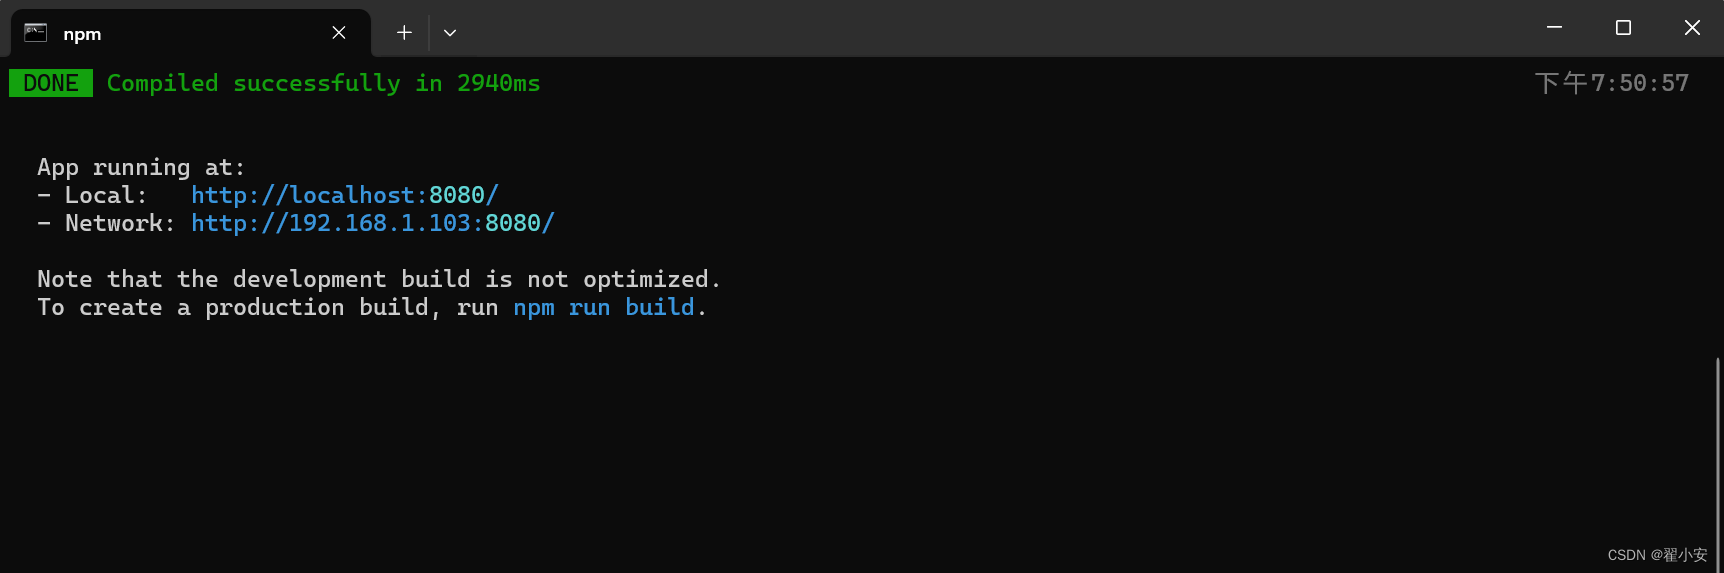 npm
DONE Compiled successfully in 2940ms 下午7:50:57
App running at:
- Local: http://localhost:8080/
- Network: http://192.168.1.103:8080/
Note that the development build is not optimized.
To create a production build, run npm run build.
CSDN @翟小安